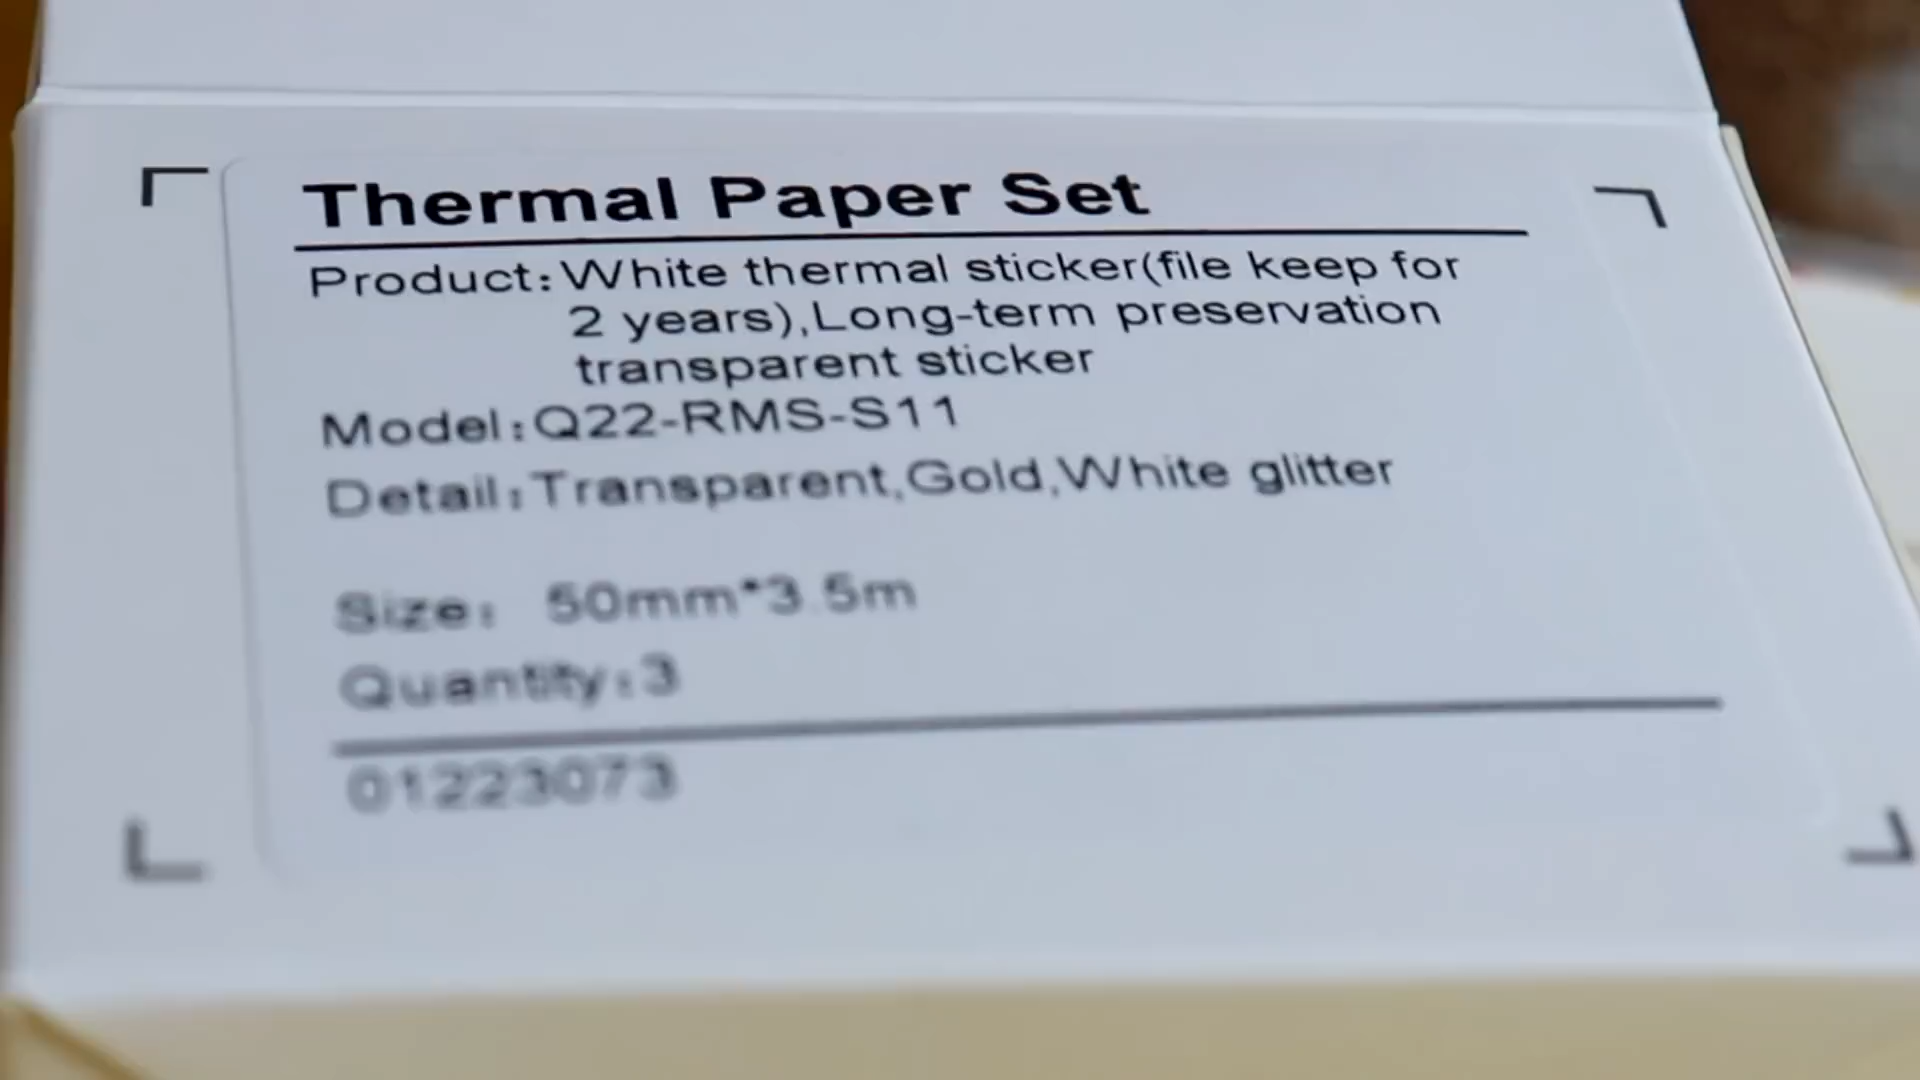 Thermal Paper Set
Product:White thermal sticker(file keep for
2 years),Long-term preservation
transparent sticker
Model:Q22-RMS-S11
Detail:Transparent,Gold,White glitter
Size: 50mm*3.5m
Quantity:3
01223073